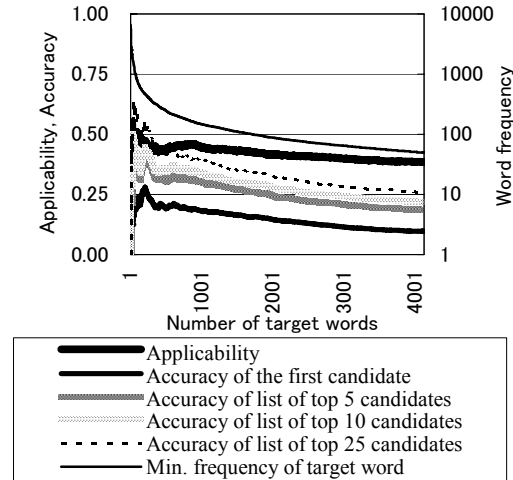 1.00
0.75
0.50
0.25
0.00
Applicability, Accuracy
10000
1000
100
10
1
Word frequency
1
1001
2001
3001
4001
Number of target words
Applicability
Accuracy of the first candidate
Accuracy of list of top 5 candidates
Accuracy of list of top 10 candidates
Accuracy of list of top 25 candidates
Min. frequency of target word